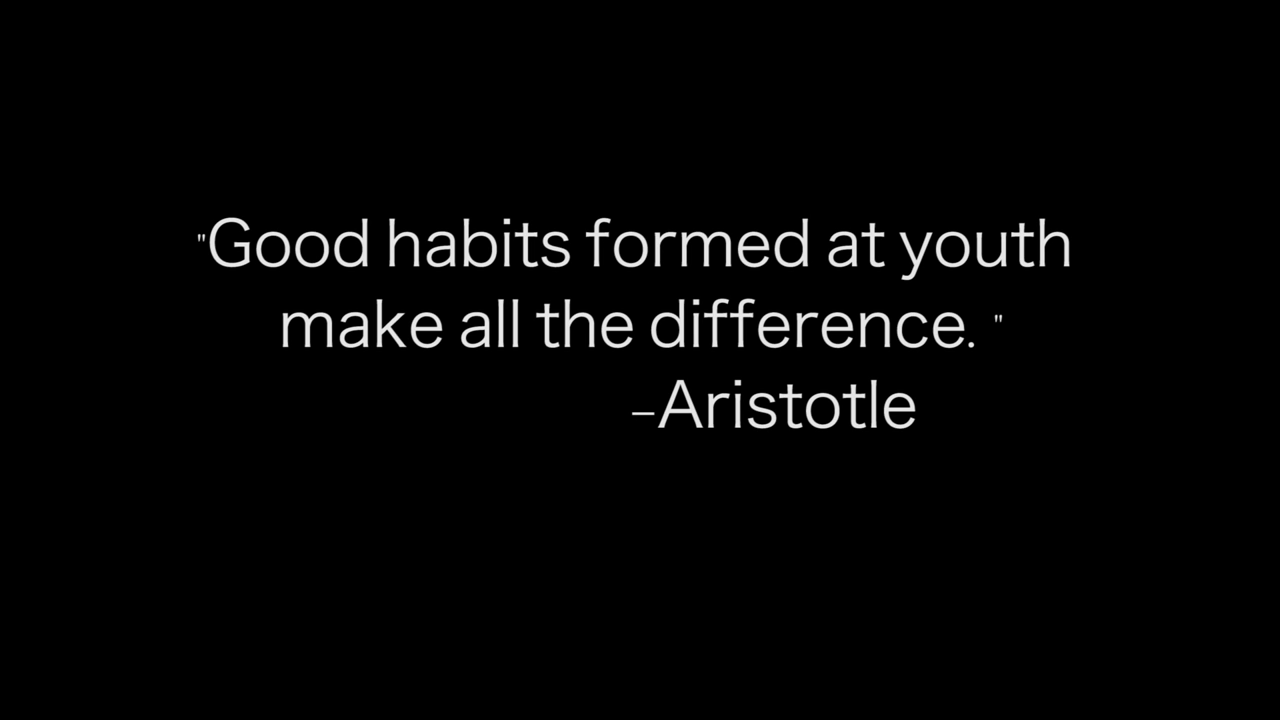 "Good habits formed at youth
make all the difference. "
–Aristotle